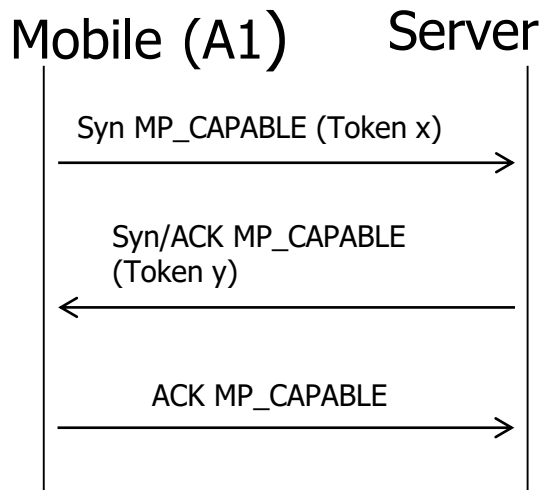 Mobile (A1) Server
Syn MP_CAPABLE (Token x)
Syn/ACK MP_CAPABLE
(Token y)
ACK MP_CAPABLE